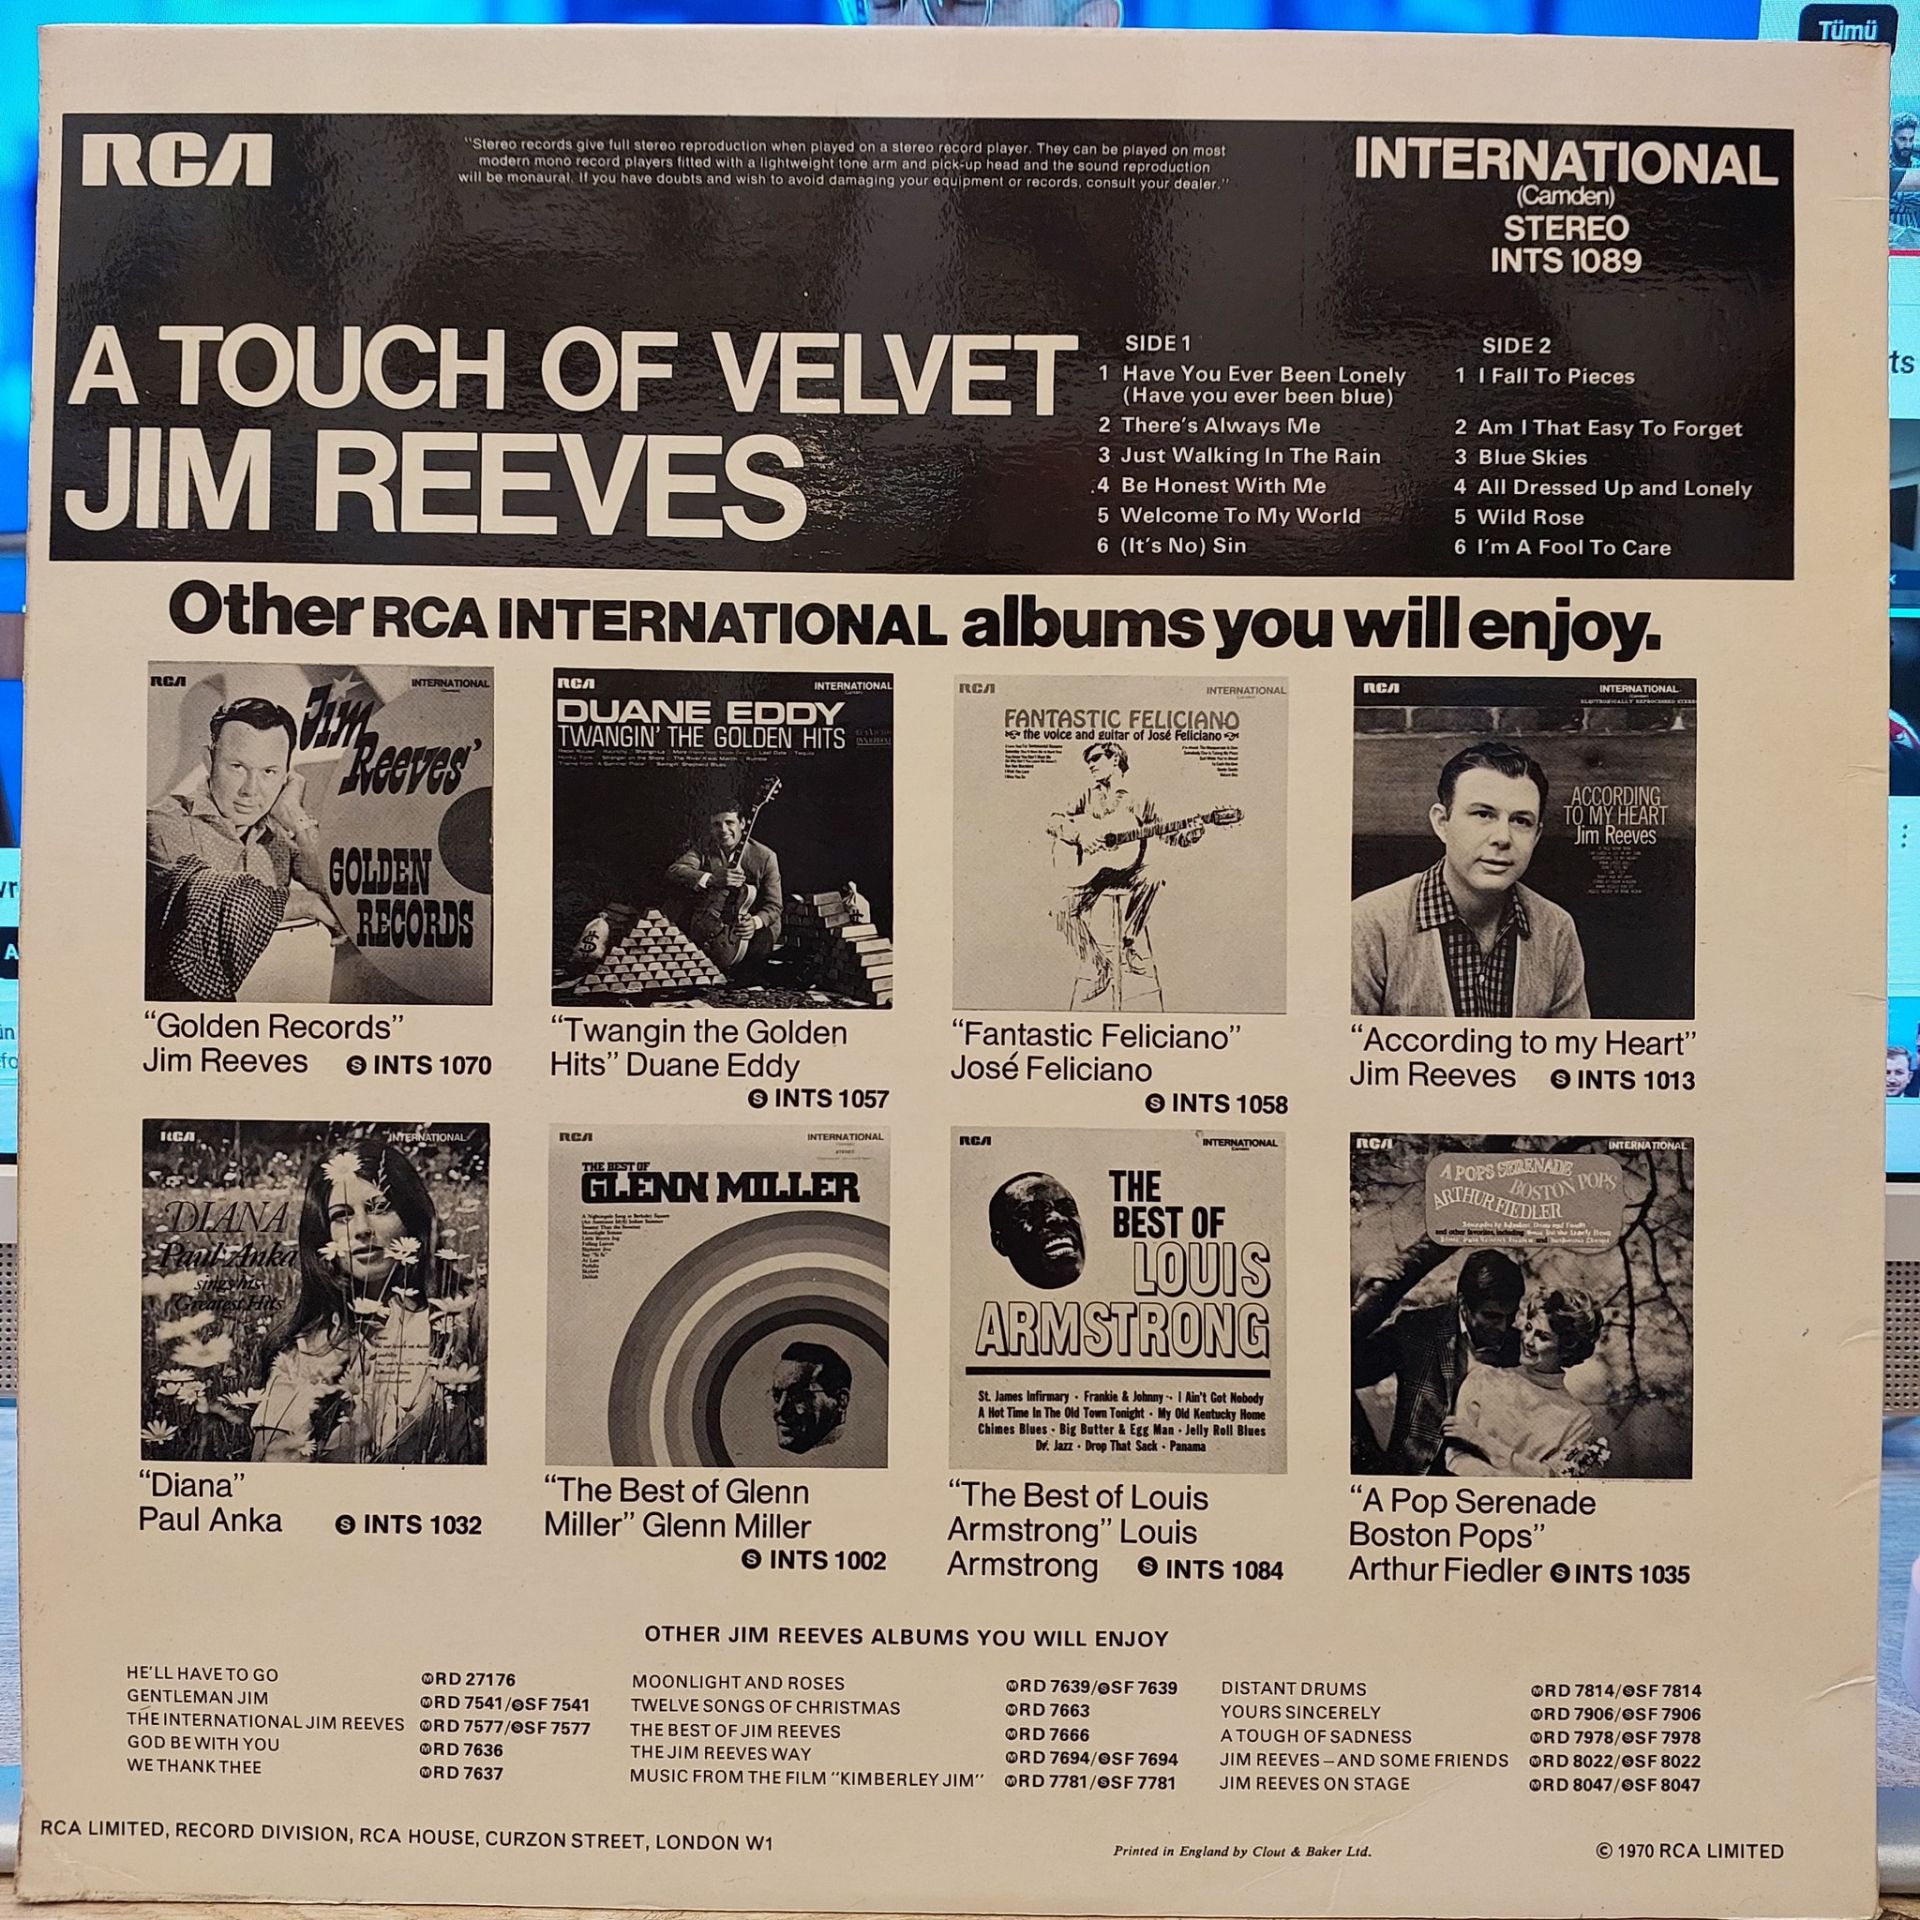 Tümü
RCA
"Stereo records give full stereo reproduction when played on a stereo record player. They can be played on most
modern mono record players fitted with a lightweight tone arm and pick-up head and the sound reproduction
will be monaural. If you have doubts and wish to avoid damaging your equipment or records, consult your dealer."
INTERNATIONAL
(Camden)
STEREO
INTS 1089
A TOUCH OF VELVET
JIM REEVES
SIDE 1
1 Have You Ever Been Lonely
(Have you ever been blue)
2 There's Always Me
3 Just Walking In The Rain
4 Be Honest With Me
5 Welcome To My World
6 (It's No) Sin
SIDE 2
1 I Fall To Pieces
2 Am I That Easy To Forget
3 Blue Skies
4 All Dressed Up and Lonely
5 Wild Rose
6 I'm A Fool To Care
Other RCA INTERNATIONAL albums you will enjoy.
RCA INTERNATIONAL
Jim
Reeves'
GOLDEN
RECORDS
"Golden Records"
Jim Reeves S INTS 1070
RCA INTERNATIONAL
DUANE EDDY
TWANGIN' THE GOLDEN HITS
"Twangin the Golden
Hits" Duane Eddy
S INTS 1057
RCA INTERNATIONAL
FANTASTIC FELICIANO
the voice and guitar of José Feliciano
"Fantastic Feliciano"
José Feliciano
S INTS 1058
RCA INTERNATIONAL
ELECTRONICALLY REPROCESSED STEREO
ACCORDING
TO MY HEART
Jim Reeves
"According to my Heart"
Jim Reeves S INTS 1013
RCA INTERNATIONAL
DIANA
Paul Anka
sings his
Greatest Hits
"Diana"
Paul Anka S INTS 1032
RCA INTERNATIONAL
THE BEST OF
GLENN MILLER
"The Best of Glenn
Miller" Glenn Miller
S INTS 1002
RCA INTERNATIONAL
THE
BEST OF
LOUIS
ARMSTRONG
St. James Infirmary • Frankie & Johnny • I Ain't Got Nobody
A Hot Time In The Old Town Tonight • My Old Kentucky Home
Chimes Blues • Big Butter & Egg Man • Jelly Roll Blues
Dr. Jazz • Drop That Sack • Panama
"The Best of Louis
Armstrong" Louis
Armstrong S INTS 1084
RCA INTERNATIONAL
A POPS SERENADE
BOSTON POPS
ARTHUR FIEDLER
"A Pop Serenade
Boston Pops"
Arthur Fiedler S INTS 1035
OTHER JIM REEVES ALBUMS YOU WILL ENJOY
HE'LL HAVE TO GO M RD 27176
GENTLEMAN JIM M RD 7541/S SF 7541
THE INTERNATIONAL JIM REEVES M RD 7577/S SF 7577
GOD BE WITH YOU M RD 7636
WE THANK THEE M RD 7637
MOONLIGHT AND ROSES M RD 7639/S SF 7639
TWELVE SONGS OF CHRISTMAS M RD 7663
THE BEST OF JIM REEVES M RD 7666
THE JIM REEVES WAY M RD 7694/S SF 7694
MUSIC FROM THE FILM "KIMBERLEY JIM" M RD 7781/S SF 7781
DISTANT DRUMS M RD 7814/S SF 7814
YOURS SINCERELY M RD 7906/S SF 7906
A TOUGH OF SADNESS M RD 7978/S SF 7978
JIM REEVES—AND SOME FRIENDS M RD 8022/S SF 8022
JIM REEVES ON STAGE M RD 8047/S SF 8047
RCA LIMITED, RECORD DIVISION, RCA HOUSE, CURZON STREET, LONDON W1
Printed in England by Clout & Baker Ltd.
© 1970 RCA LIMITED